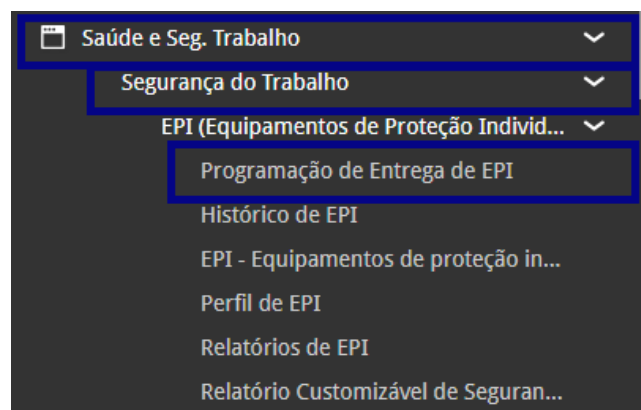 Saúde e Seg. Trabalho
Segurança do Trabalho
EPI (Equipamentos de Proteção Individ...
Programação de Entrega de EPI
Histórico de EPI
EPI - Equipamentos de proteção in...
Perfil de EPI
Relatórios de EPI
Relatório Customizável de Seguran...